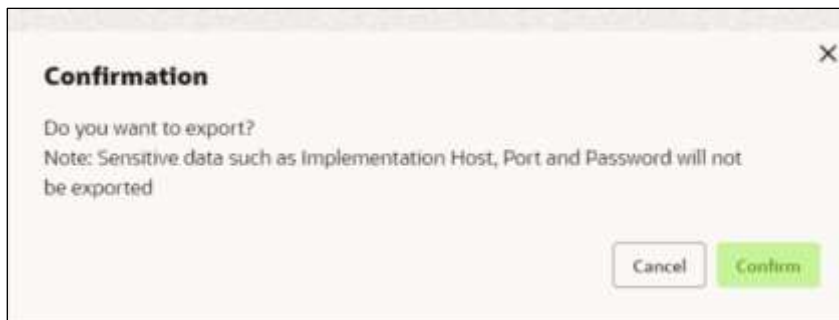 Confirmation
Do you want to export?
Note: Sensitive data such as Implementation Host, Port and Password will not
be exported
Cancel
Confirm